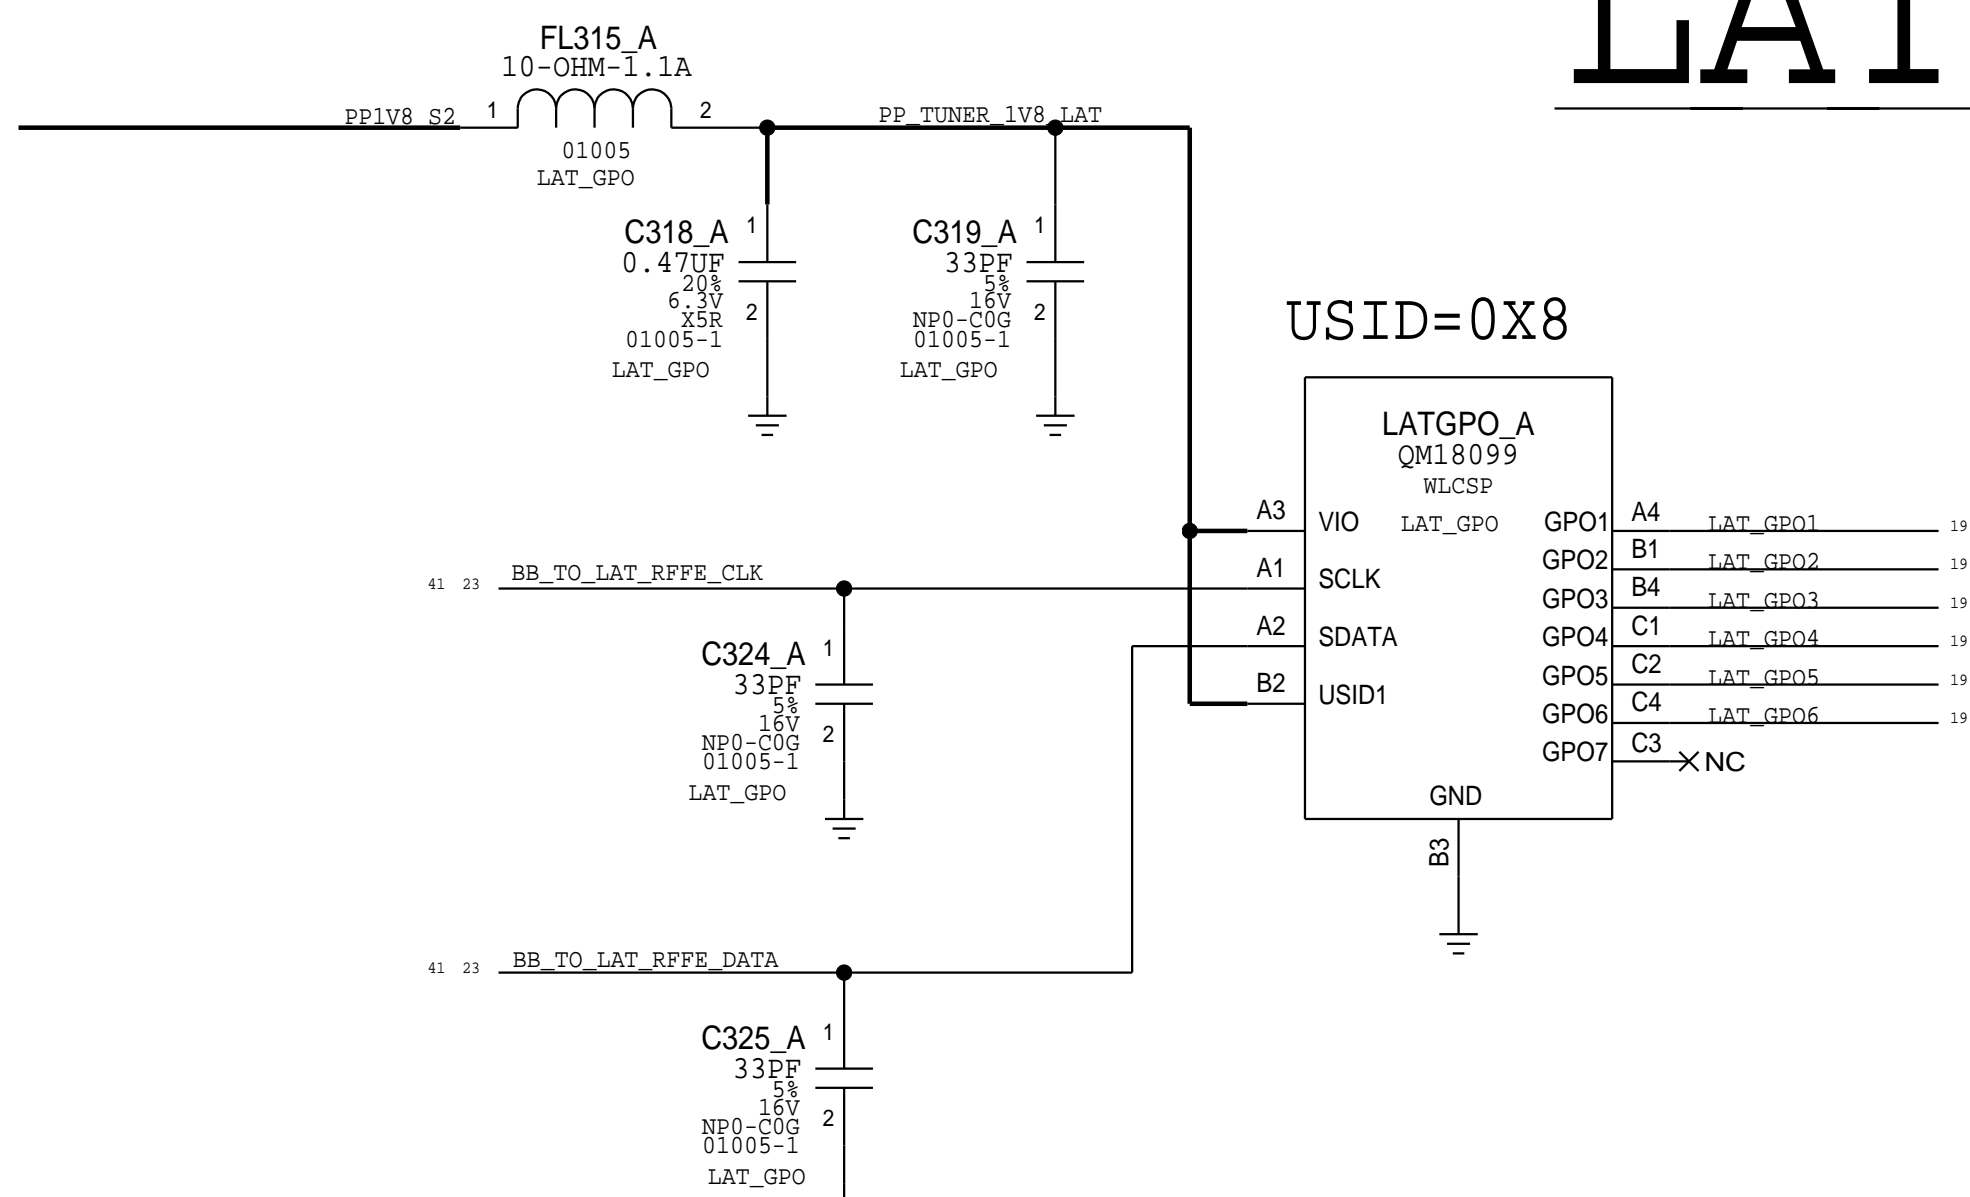 LAT
FL315_A
10-OHM-1.1A
PP1V8_S2
1
2
PP_TUNER_1V8_LAT
01005
LAT_GPO
C318_A
1
0.47UF
20%
6.3V
X5R
2
01005-1
LAT_GPO
C319_A
1
33PF
5%
16V
NP0-C0G
2
01005-1
LAT_GPO
USID=0X8
LATGPO_A
QM18099
WLCSP
LAT_GPO
A3 VIO
A1 SCLK
A2 SDATA
B2 USID1
GPO1 A4 LAT_GPO1 19
GPO2 B1 LAT_GPO2 19
GPO3 B4 LAT_GPO3 19
GPO4 C1 LAT_GPO4 19
GPO5 C2 LAT_GPO5 19
GPO6 C4 LAT_GPO6 19
GPO7 C3 NC
GND
B3
41 23 BB_TO_LAT_RFFE_CLK
C324_A
1
33PF
5%
16V
NP0-C0G
2
01005-1
LAT_GPO
41 23 BB_TO_LAT_RFFE_DATA
C325_A
1
33PF
5%
16V
NP0-C0G
2
01005-1
LAT_GPO